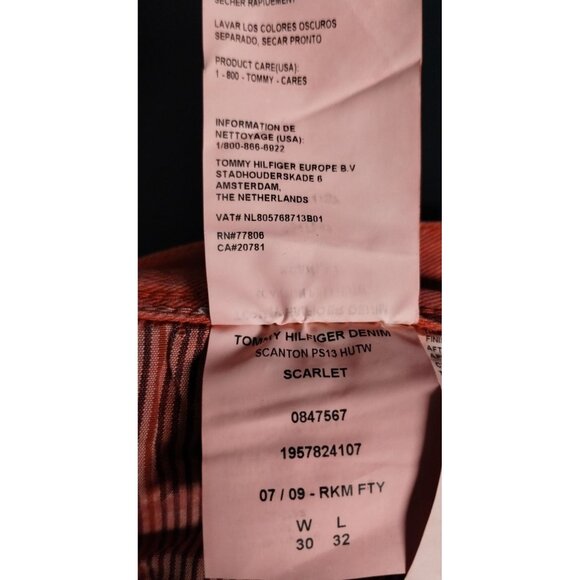 SECHER RAPIDEMENT
LAVAR LOS COLORES OSCUROS
SEPARADO, SECAR PRONTO
PRODUCT CARE(USA):
1 - 800 - TOMMY - CARES
INFORMATION DE
NETTOYAGE (USA):
1/800-866-6922
TOMMY HILFIGER EUROPE B.V
STADHOUDERSKADE 6
AMSTERDAM,
THE NETHERLANDS
VAT# NL805768713B01
RN#77806
CA#20781
TOMMY HILFIGER DENIM
SCANTON PS13 HUTW
SCARLET
0847567
1957824107
07 / 09 - RKM FTY
W L
30 32